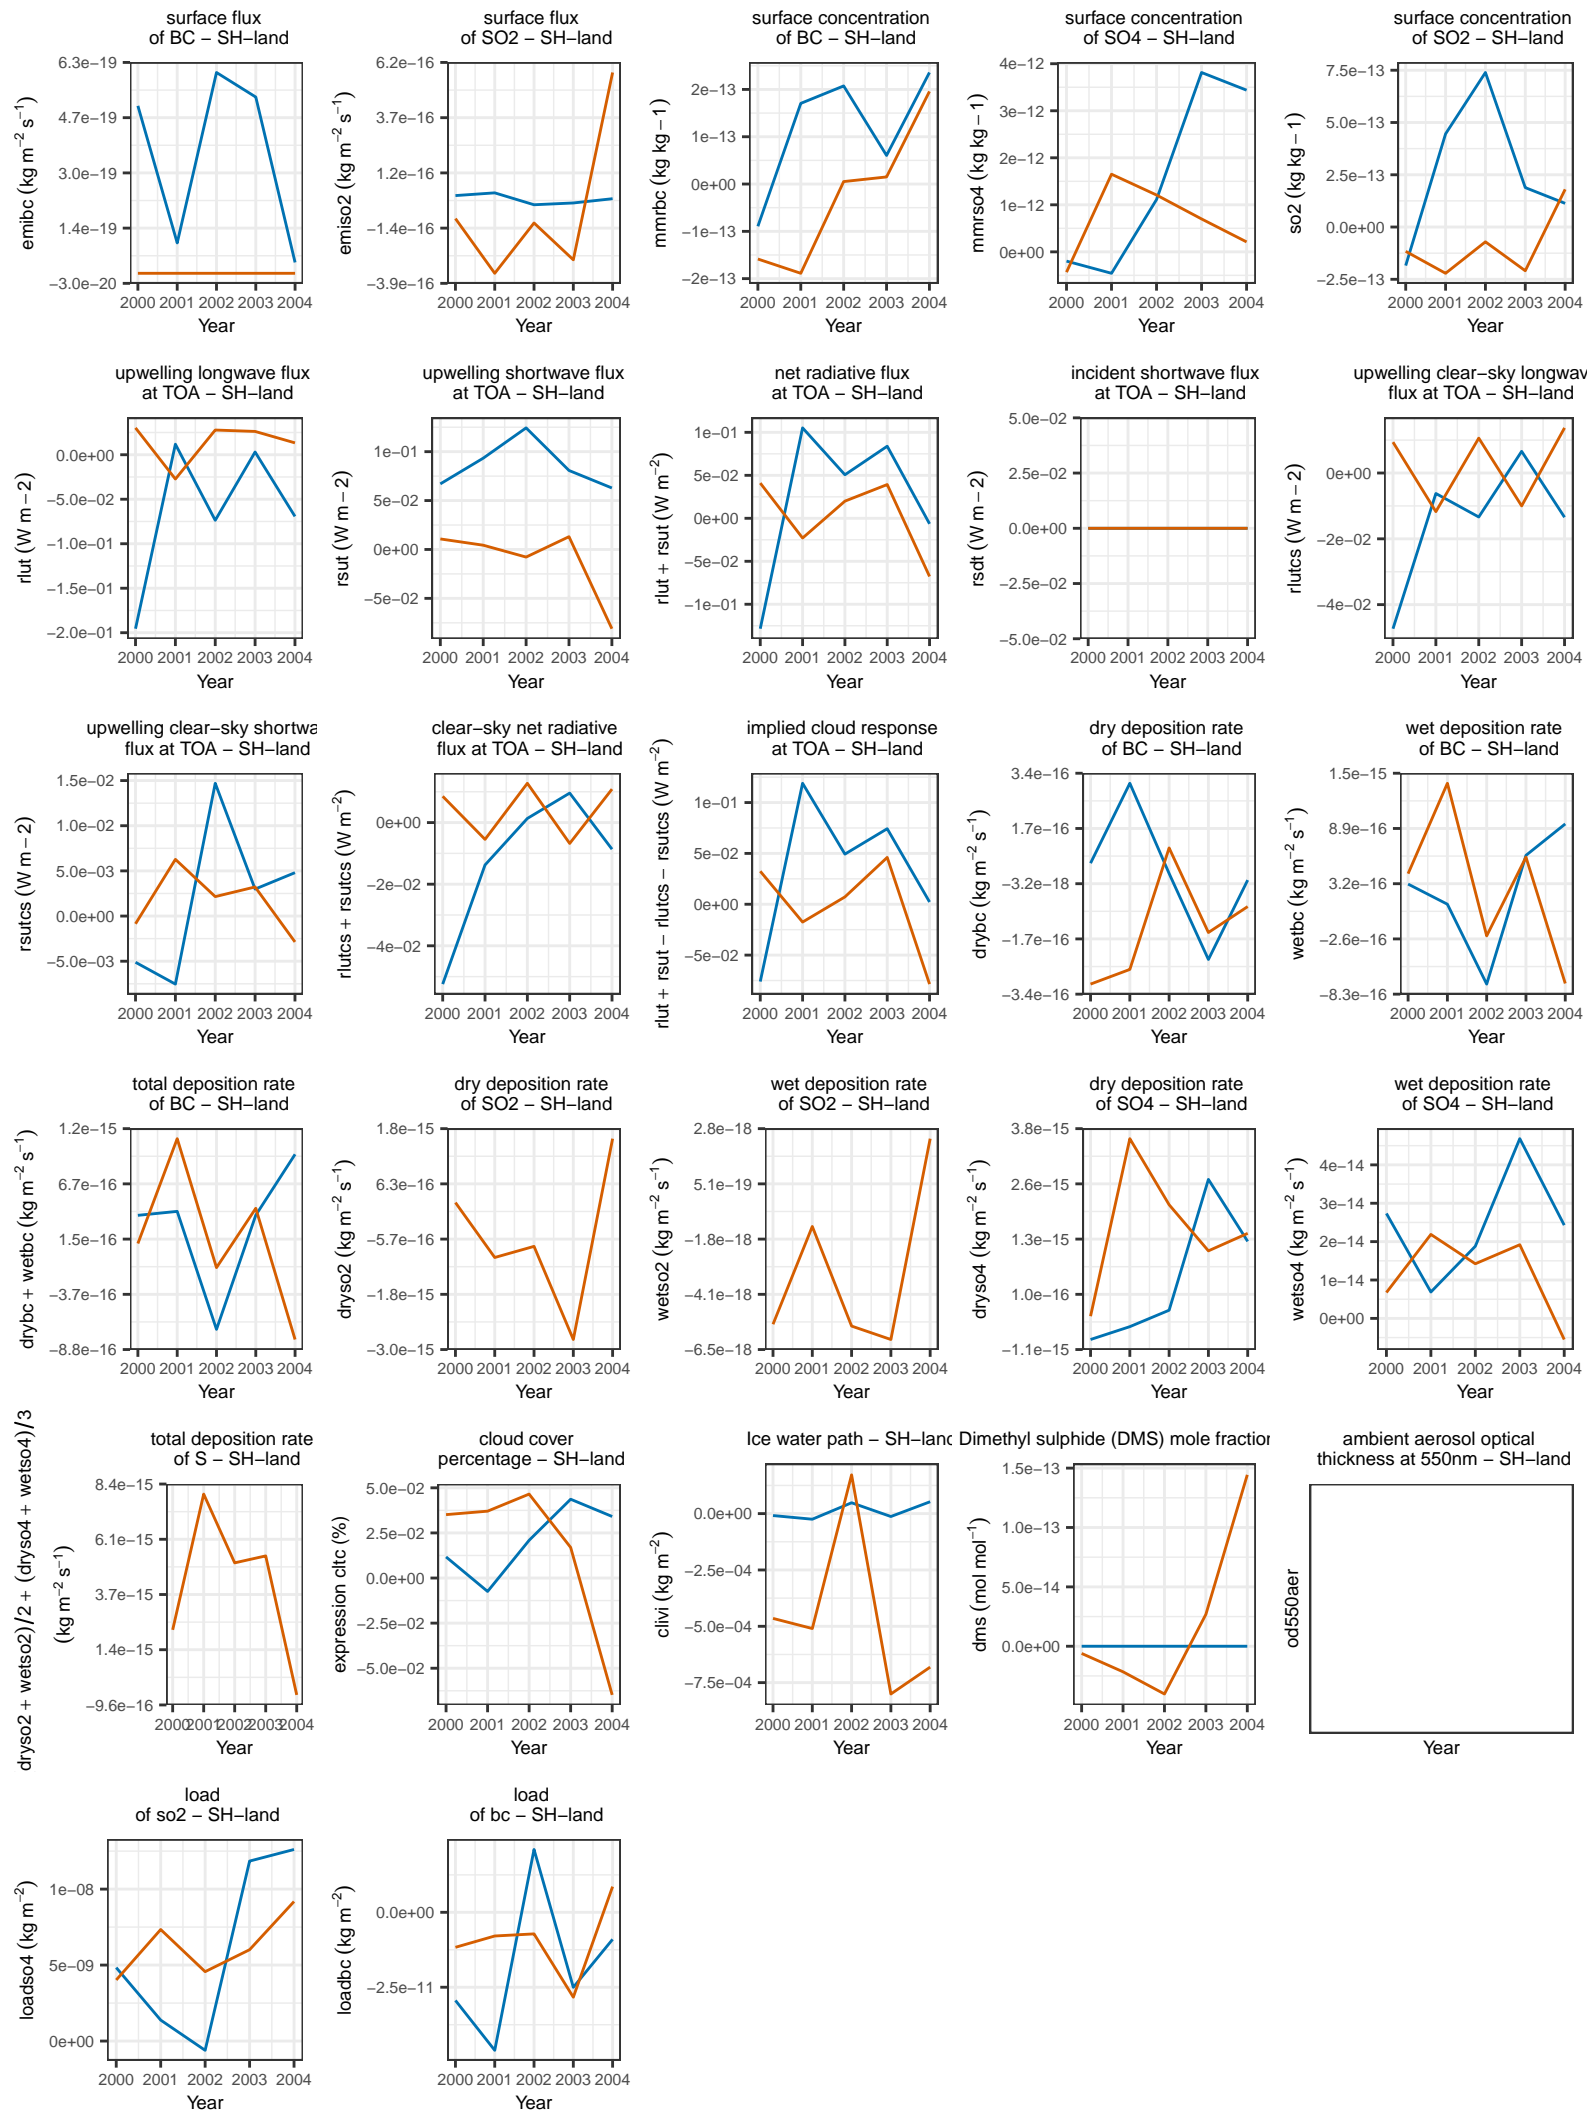 surface flux
of BC − SH−land
emibc (kg m−2 s−1)
6.3e−19
4.7e−19
3.0e−19
1.4e−19
−3.0e−20
2000 2001 2002 2003 2004
Year
surface flux
of SO2 − SH−land
emiso2 (kg m−2 s−1)
6.2e−16
3.7e−16
1.2e−16
−1.4e−16
−3.9e−16
2000 2001 2002 2003 2004
Year
surface concentration
of BC − SH−land
mmrbc (kg kg − 1)
2e−13
1e−13
0e+00
−1e−13
−2e−13
2000 2001 2002 2003 2004
Year
surface concentration
of SO4 − SH−land
mmrso4 (kg kg − 1)
4e−12
3e−12
2e−12
1e−12
0e+00
2000 2001 2002 2003 2004
Year
surface concentration
of SO2 − SH−land
so2 (kg kg − 1)
7.5e−13
5.0e−13
2.5e−13
0.0e+00
−2.5e−13
2000 2001 2002 2003 2004
Year
upwelling longwave flux
at TOA − SH−land
rlut (W m − 2)
0.0e+00
−5.0e−02
−1.0e−01
−1.5e−01
−2.0e−01
2000 2001 2002 2003 2004
Year
upwelling shortwave flux
at TOA − SH−land
rsut (W m − 2)
1e−01
5e−02
0e+00
−5e−02
2000 2001 2002 2003 2004
Year
net radiative flux
at TOA − SH−land
rlut + rsut (W m−2)
1e−01
5e−02
0e+00
−5e−02
−1e−01
2000 2001 2002 2003 2004
Year
incident shortwave flux
at TOA − SH−land
rsdt (W m − 2)
5.0e−02
2.5e−02
0.0e+00
−2.5e−02
−5.0e−02
2000 2001 2002 2003 2004
Year
upwelling clear−sky longwav
flux at TOA − SH−land
rlutcs (W m − 2)
0e+00
−2e−02
−4e−02
2000 2001 2002 2003 2004
Year
upwelling clear−sky shortwa
flux at TOA − SH−land
rsutcs (W m − 2)
1.5e−02
1.0e−02
5.0e−03
0.0e+00
−5.0e−03
2000 2001 2002 2003 2004
Year
clear−sky net radiative
flux at TOA − SH−land
rlutcs + rsutcs (W m−2)
0e+00
−2e−02
−4e−02
2000 2001 2002 2003 2004
Year
implied cloud response
at TOA − SH−land
rlut + rsut − rlutcs − rsutcs (W m−2)
1e−01
5e−02
0e+00
−5e−02
2000 2001 2002 2003 2004
Year
dry deposition rate
of BC − SH−land
drybc (kg m−2 s−1)
3.4e−16
1.7e−16
−3.2e−18
−1.7e−16
−3.4e−16
2000 2001 2002 2003 2004
Year
wet deposition rate
of BC − SH−land
wetbc (kg m−2 s−1)
1.5e−15
8.9e−16
3.2e−16
−2.6e−16
−8.3e−16
2000 2001 2002 2003 2004
Year
total deposition rate
of BC − SH−land
drybc + wetbc (kg m−2 s−1)
1.2e−15
6.7e−16
1.5e−16
−3.7e−16
−8.8e−16
2000 2001 2002 2003 2004
Year
dry deposition rate
of SO2 − SH−land
dryso2 (kg m−2 s−1)
1.8e−15
6.3e−16
−5.7e−16
−1.8e−15
−3.0e−15
2000 2001 2002 2003 2004
Year
wet deposition rate
of SO2 − SH−land
wetso2 (kg m−2 s−1)
2.8e−18
5.1e−19
−1.8e−18
−4.1e−18
−6.5e−18
2000 2001 2002 2003 2004
Year
dry deposition rate
of SO4 − SH−land
dryso4 (kg m−2 s−1)
3.8e−15
2.6e−15
1.3e−15
1.0e−16
−1.1e−15
2000 2001 2002 2003 2004
Year
wet deposition rate
of SO4 − SH−land
wetso4 (kg m−2 s−1)
4e−14
3e−14
2e−14
1e−14
0e+00
2000 2001 2002 2003 2004
Year
total deposition rate
of S − SH−land
dryso2 + wetso2)/2 + (dryso4 + wetso4)/3
(kg m−2 s−1)
8.4e−15
6.1e−15
3.7e−15
1.4e−15
−9.6e−16
2000 2001 2002 2003 2004
Year
cloud cover
percentage − SH−land
expression cltc (%)
5.0e−02
2.5e−02
0.0e+00
−2.5e−02
−5.0e−02
2000 2001 2002 2003 2004
Year
Ice water path − SH−land
clivi (kg m−2)
0.0e+00
−2.5e−04
−5.0e−04
−7.5e−04
2000 2001 2002 2003 2004
Year
Dimethyl sulphide (DMS) mole fraction
dms (mol mol−1)
1.5e−13
1.0e−13
5.0e−14
0.0e+00
2000 2001 2002 2003 2004
Year
ambient aerosol optical
thickness at 550nm − SH−land
od550aer
Year
load
of so2 − SH−land
loadso4 (kg m−2)
1e−08
5e−09
0e+00
2000 2001 2002 2003 2004
Year
load
of bc − SH−land
loadbc (kg m−2)
0.0e+00
−2.5e−11
2000 2001 2002 2003 2004
Year